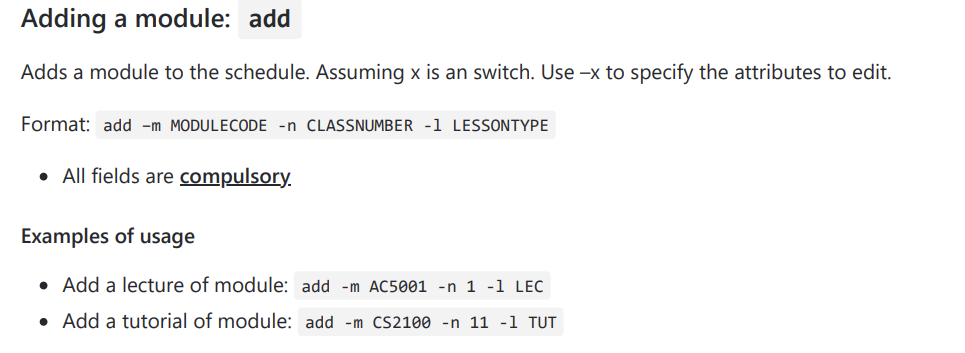 Adding a module: add
Adds a module to the schedule. Assuming x is an switch. Use –x to specify the attributes to edit.
Format: add –m MODULECODE -n CLASSNUMBER -l LESSONTYPE
• All fields are compulsory
Examples of usage
• Add a lecture of module: add -m AC5001 -n 1 -l LEC
• Add a tutorial of module: add -m CS2100 -n 11 -l TUT